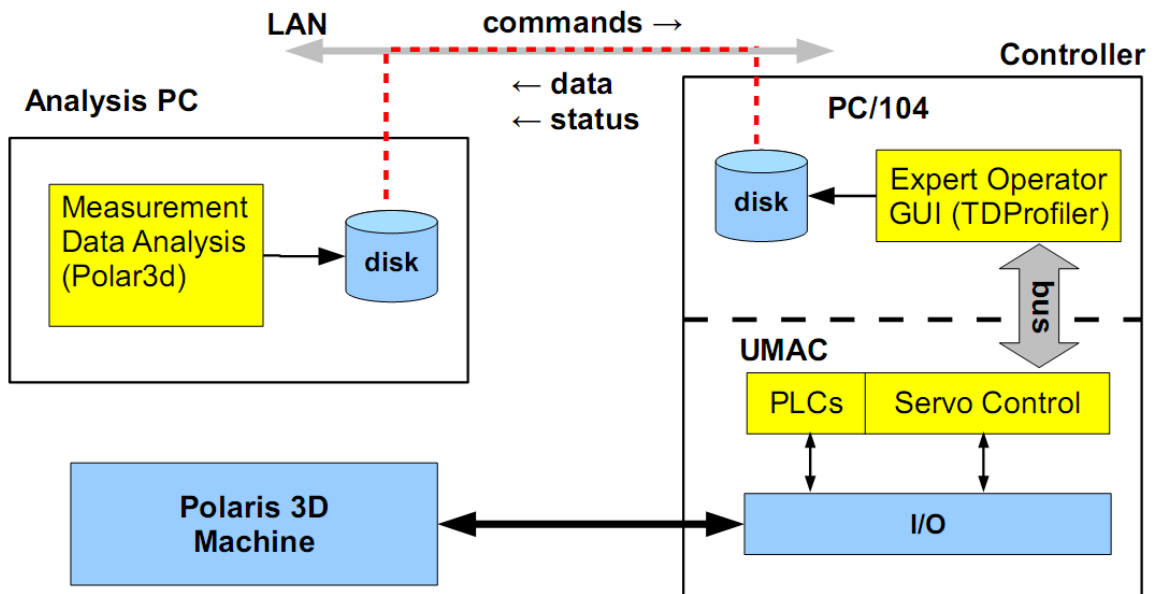 LAN
commands →
← data
← status
Controller
Analysis PC
PC/104
Measurement
Data Analysis
(Polar3d)
disk
disk
Expert Operator
GUI (TDProfiler)
bus
UMAC
PLCs
Servo Control
Polaris 3D
Machine
I/O